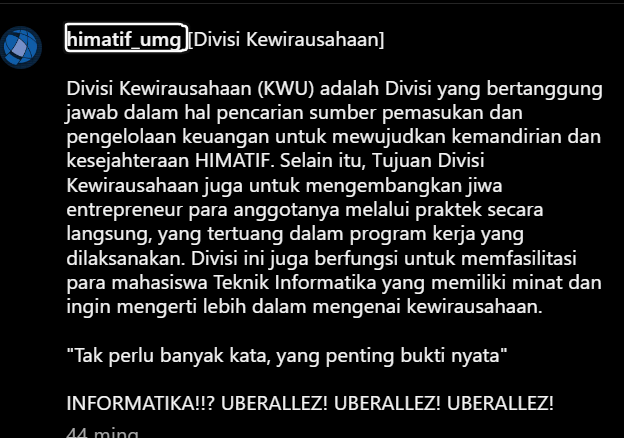 himatif_umg [Divisi Kewirausahaan]
Divisi Kewirausahaan (KWU) adalah Divisi yang bertanggung
jawab dalam hal pencarian sumber pemasukan dan
pengelolaan keuangan untuk mewujudkan kemandirian dan
kesejahteraan HIMATIF. Selain itu, Tujuan Divisi
Kewirausahaan juga untuk mengembangkan jiwa
entrepreneur para anggotanya melalui praktek secara
langsung, yang tertuang dalam program kerja yang
dilaksanakan. Divisi ini juga berfungsi untuk memfasilitasi
para mahasiswa Teknik Informatika yang memiliki minat dan
ingin mengerti lebih dalam mengenai kewirausahaan.
"Tak perlu banyak kata, yang penting bukti nyata"
INFORMATIKA!!? UBERALLEZ! UBERALLEZ! UBERALLEZ!
44 ming